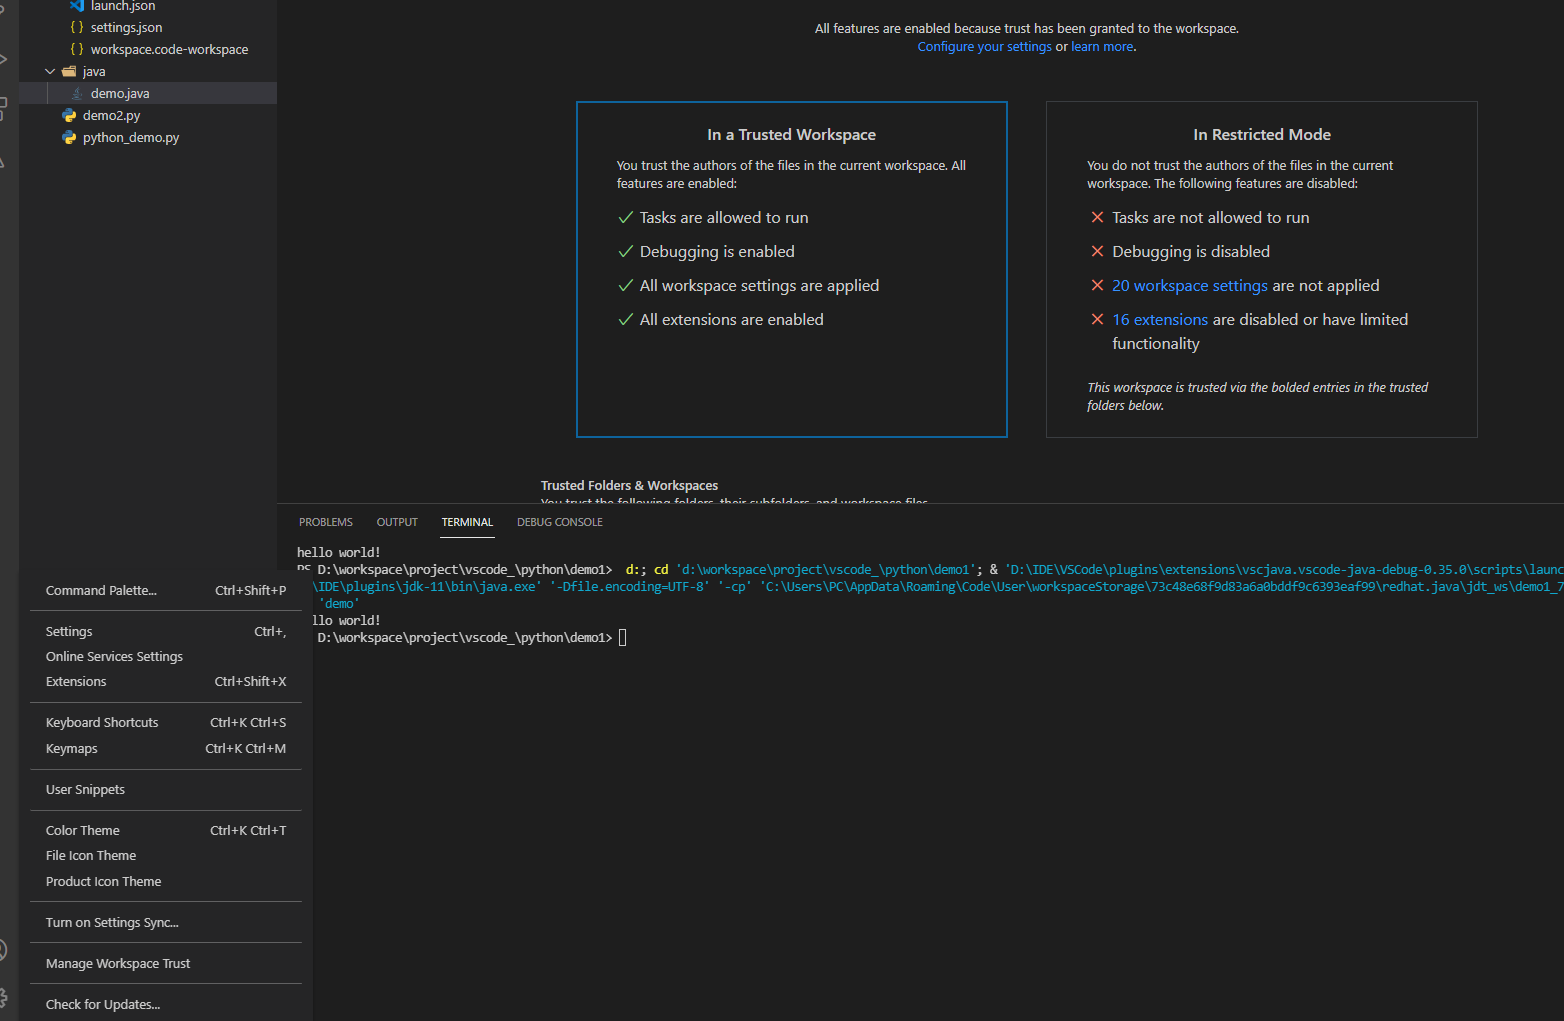 launch.json
{ } settings.json
{ } workspace.code-workspace
java
demo.java
demo2.py
python_demo.py
All features are enabled because trust has been granted to the workspace.
Configure your settings or learn more.
In a Trusted Workspace
You trust the authors of the files in the current workspace. All
features are enabled:
Tasks are allowed to run
Debugging is enabled
All workspace settings are applied
All extensions are enabled
In Restricted Mode
You do not trust the authors of the files in the current
workspace. The following features are disabled:
Tasks are not allowed to run
Debugging is disabled
20 workspace settings are not applied
16 extensions are disabled or have limited
functionality
This workspace is trusted via the bolded entries in the trusted
folders below.
Trusted Folders & Workspaces
You trust the following folders, their subfolders, and workspace files.
PROBLEMS OUTPUT TERMINAL DEBUG CONSOLE
hello world!
PS D:\workspace\project\vscode_\python\demo1>  d:; cd 'd:\workspace\project\vscode_\python\demo1'; & 'D:\IDE\VSCode\plugins\extensions\vscjava.vscode-java-debug-0.35.0\scripts\launc
\IDE\plugins\jdk-11\bin\java.exe' '-Dfile.encoding=UTF-8' '-cp' 'C:\Users\PC\AppData\Roaming\Code\User\workspaceStorage\73c48e68f9d83a6a0bddf9c6393eaf99\redhat.java\jdt_ws\demo1_7
'demo'
llo world!
D:\workspace\project\vscode_\python\demo1>
Command Palette... Ctrl+Shift+P
Settings Ctrl+,
Online Services Settings
Extensions Ctrl+Shift+X
Keyboard Shortcuts Ctrl+K Ctrl+S
Keymaps Ctrl+K Ctrl+M
User Snippets
Color Theme Ctrl+K Ctrl+T
File Icon Theme
Product Icon Theme
Turn on Settings Sync...
Manage Workspace Trust
Check for Updates...